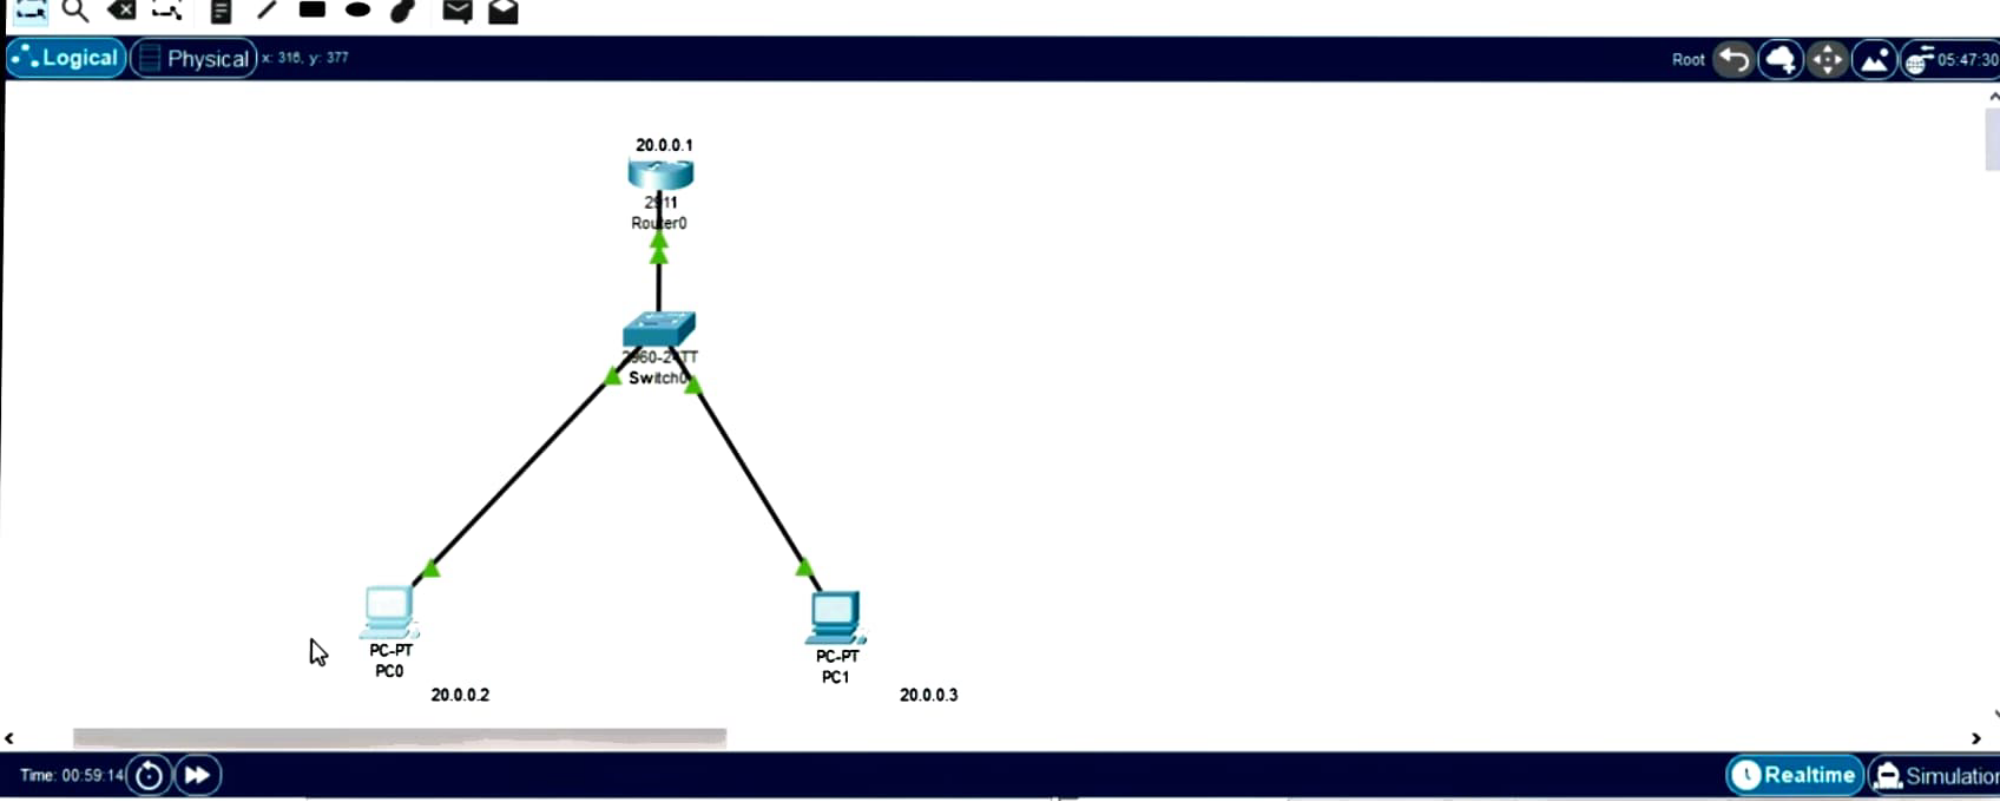 Logical
Physical
x: 316, y: 377
Root
05:47:30
20.0.0.1
2911
Router0
2960-24TT
Switch0
PC-PT
PC0
20.0.0.2
PC-PT
PC1
20.0.0.3
Time: 00:59:14
Realtime
Simulation